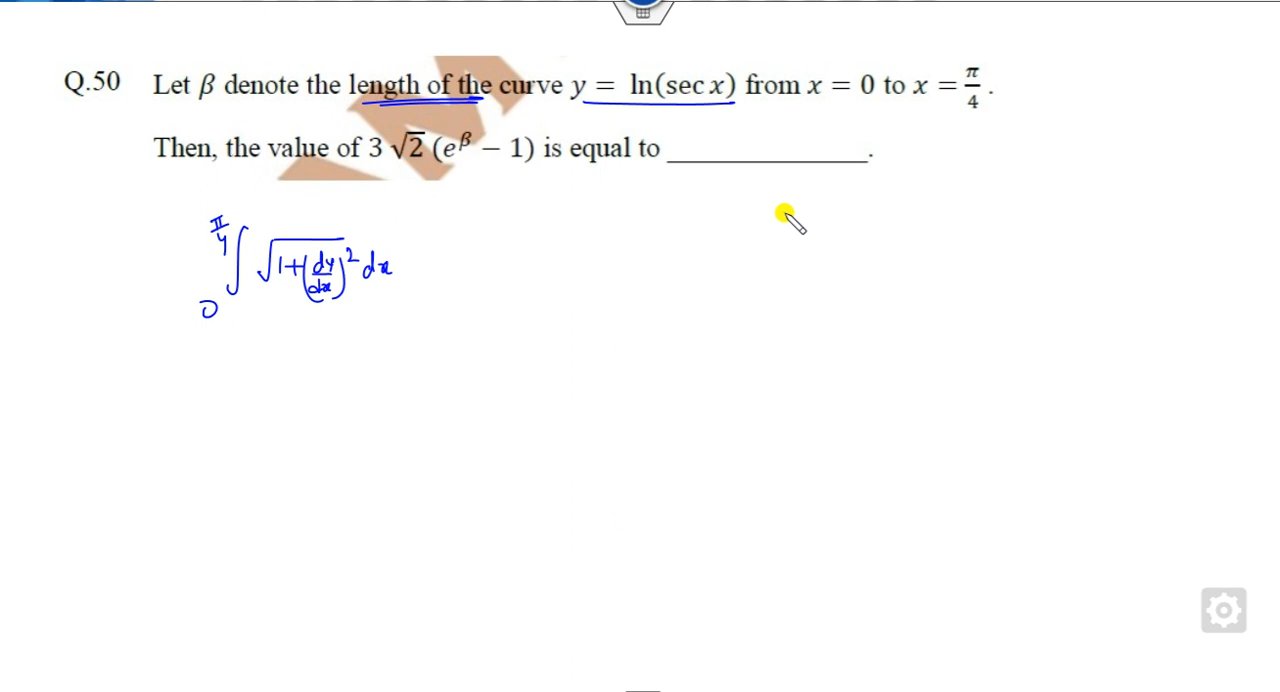 Q.50 Let β denote the length of the curve y = ln(sec x) from x = 0 to x = π/4 .
Then, the value of 3 √2 (e^β − 1) is equal to ______________.
∫₀^(π/4) √(1+(dy/dx)²) dx